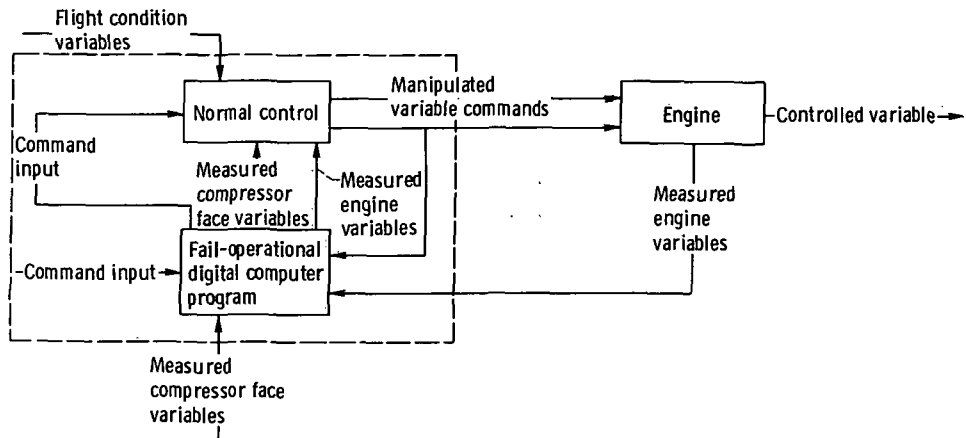 Flight condition
variables
Normal control
Manipulated
variable commands
Engine
Controlled variable
Command
input
Measured
compressor
face variables
Measured
engine
variables
Measured
engine
variables
Fail-operational
digital computer
program
Command input
Measured
compressor face
variables